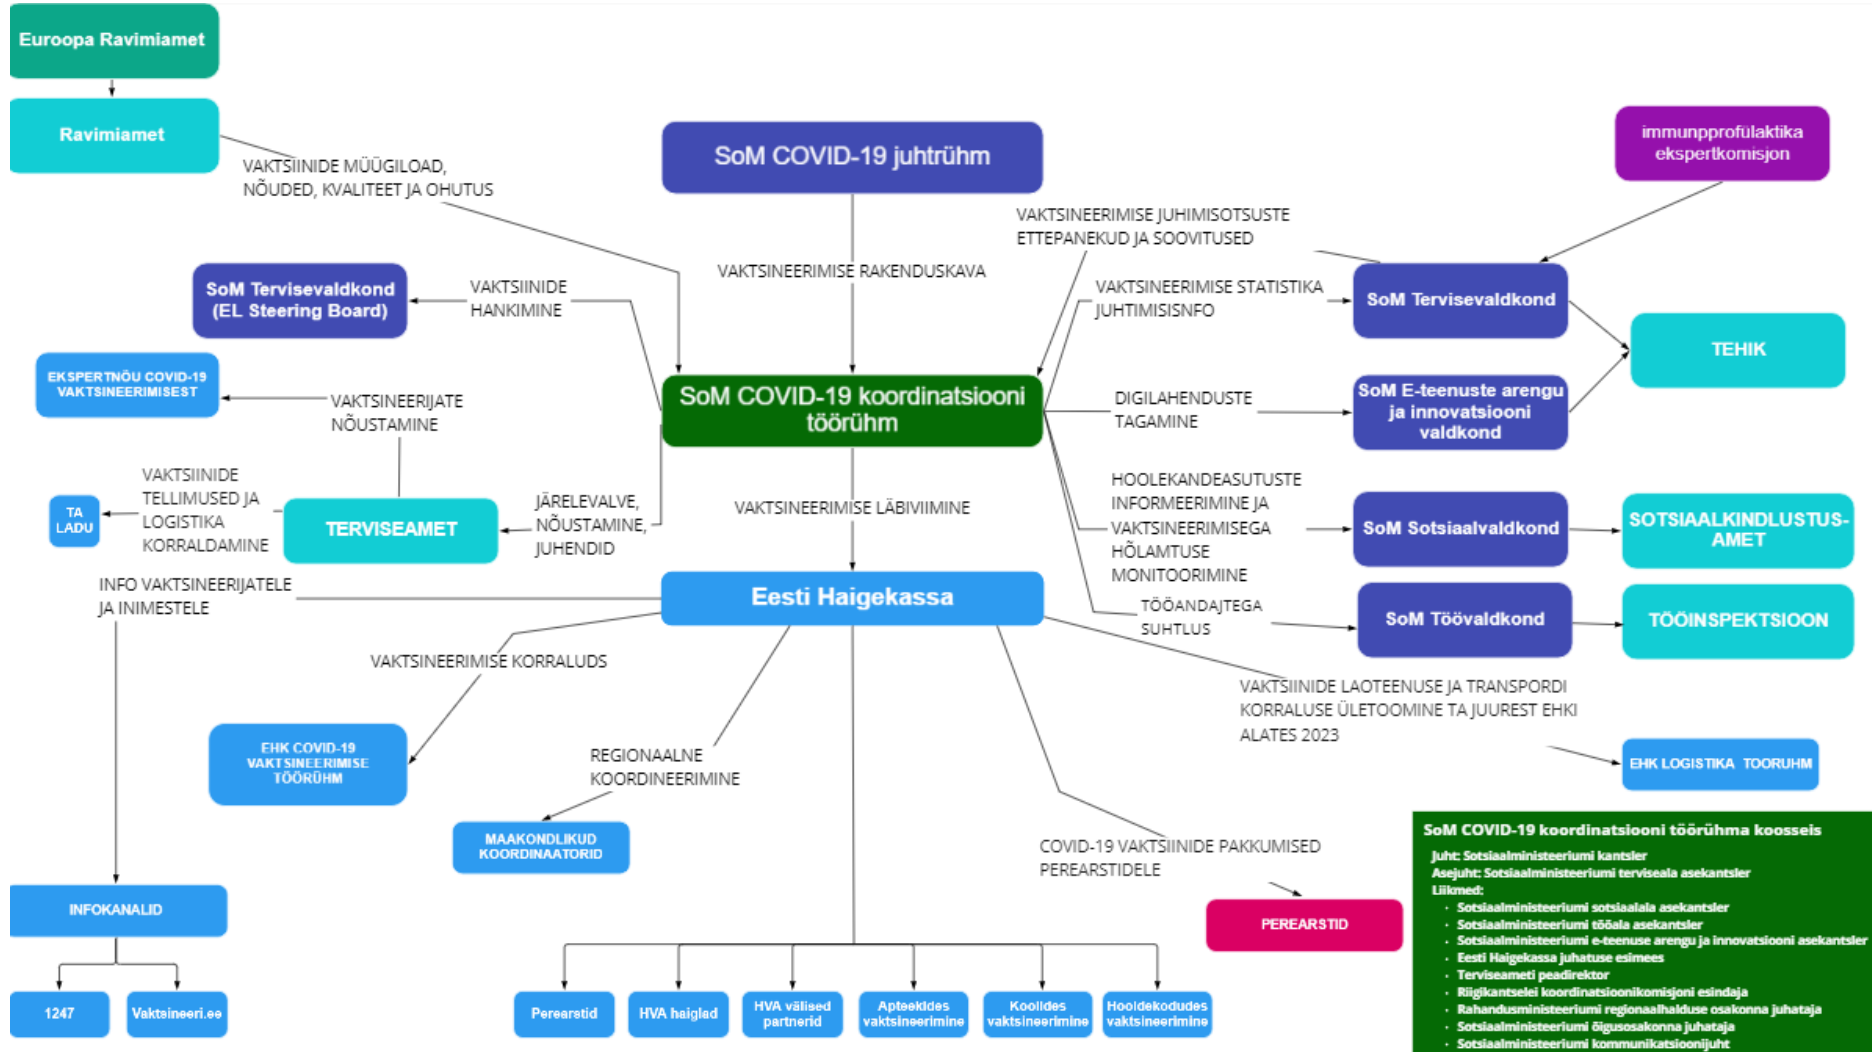 Euroopa Ravimiamet
Ravimiamet
VAKTSIINIDE MÜÜGILOAD,
NÕUDED, KVALITEET JA OHUTUS
SoM COVID-19 juhtrühm
immunpprofülaktika
ekspertkomisjon
VAKTSINEERIMISE JUHIMISOTSUSTE
ETTEPANEKUD JA SOOVITUSED
VAKTSINEERIMISE RAKENDUSKAVA
SoM Tervisevaldkond
(EL Steering Board)
VAKTSIINIDE
HANKIMINE
VAKTSINEERIMISE STATISTIKA
JUHTIMISISNFO
SoM Tervisevaldkond
TEHIK
EKSPERTNÕU COVID-19
VAKTSINEERIMISEST
VAKTSINEERIJATE
NÕUSTAMINE
SoM COVID-19 koordinatsiooni
töörühm
DIGILAHENDUSTE
TAGAMINE
SoM E-teenuste arengu
ja innovatsiooni
valdkond
VAKTSIINIDE
TELLIMUSED JA
LOGISTIKA
KORRALDAMINE
TA
LADU
TERVISEAMET
JÄRELEVALVE,
NÕUSTAMINE,
JUHENDID
VAKTSINEERIMISE LÄBIVIIMINE
HOOLEKANDEASUTUSTE
INFORMEERIMINE JA
VAKTSINEERIMISEGA
HÕLAMTUSE
MONITOORIMINE
SoM Sotsiaalvaldkond
SOTSIAALKINDLUSTUS-
AMET
INFO VAKTSINEERIJATELE
JA INIMESTELE
Eesti Haigekassa
TÖÖANDAJTEGA
SUHTLUS
SoM Töövaldkond
TÖÖINSPEKTSIOON
VAKTSINEERIMISE KORRALUDS
VAKTSIINIDE LAOTEENUSE JA TRANSPORDI
KORRALUSE ÜLETOOMINE TA JUUREST EHKI
ALATES 2023
EHK COVID-19
VAKTSINEERIMISE
TÖÖRÜHM
REGIONAALNE
KOORDINEERIMINE
EHK LOGISTIKA TOORUHM
MAAKONDLIKUD
KOORDINAATORID
COVID-19 VAKTSIINIDE PAKKUMISED
PEREARSTIDELE
PEREARSTID
INFOKANALID
1247
Vaktsineeri.ee
Perearstid
HVA haiglad
HVA välised
partnerid
Apteekides
vaktsineerimine
Koolides
vaktsineerimine
Hooldekodudes
vaktsineerimine
SoM COVID-19 koordinatsiooni töörühma koosseis
Juht: Sotsiaalministeeriumi kantsler
Asejuht: Sotsiaalministeeriumi terviseala asekantsler
Liikmed:
· Sotsiaalministeeriumi sotsiaalala asekantsler
· Sotsiaalministeeriumi tööala asekantsler
· Sotsiaalministeeriumi e-teenuse arengu ja innovatsiooni asekantsler
· Eesti Haigekassa juhatuse esimees
· Terviseameti peadirektor
· Riigikantselei koordinatsioonikomisjoni esindaja
· Rahandusministeeriumi regionaalhalduse osakonna juhataja
· Sotsiaalministeeriumi õigusosakonna juhataja
· Sotsiaalministeeriumi kommunikatsioonijuht